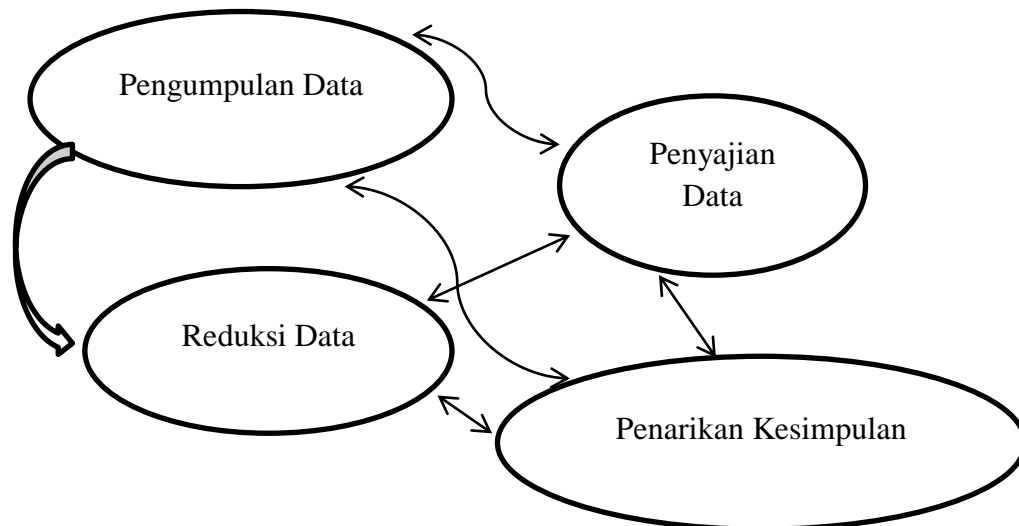 Pengumpulan Data
Penyajian
Data
Reduksi Data
Penarikan Kesimpulan